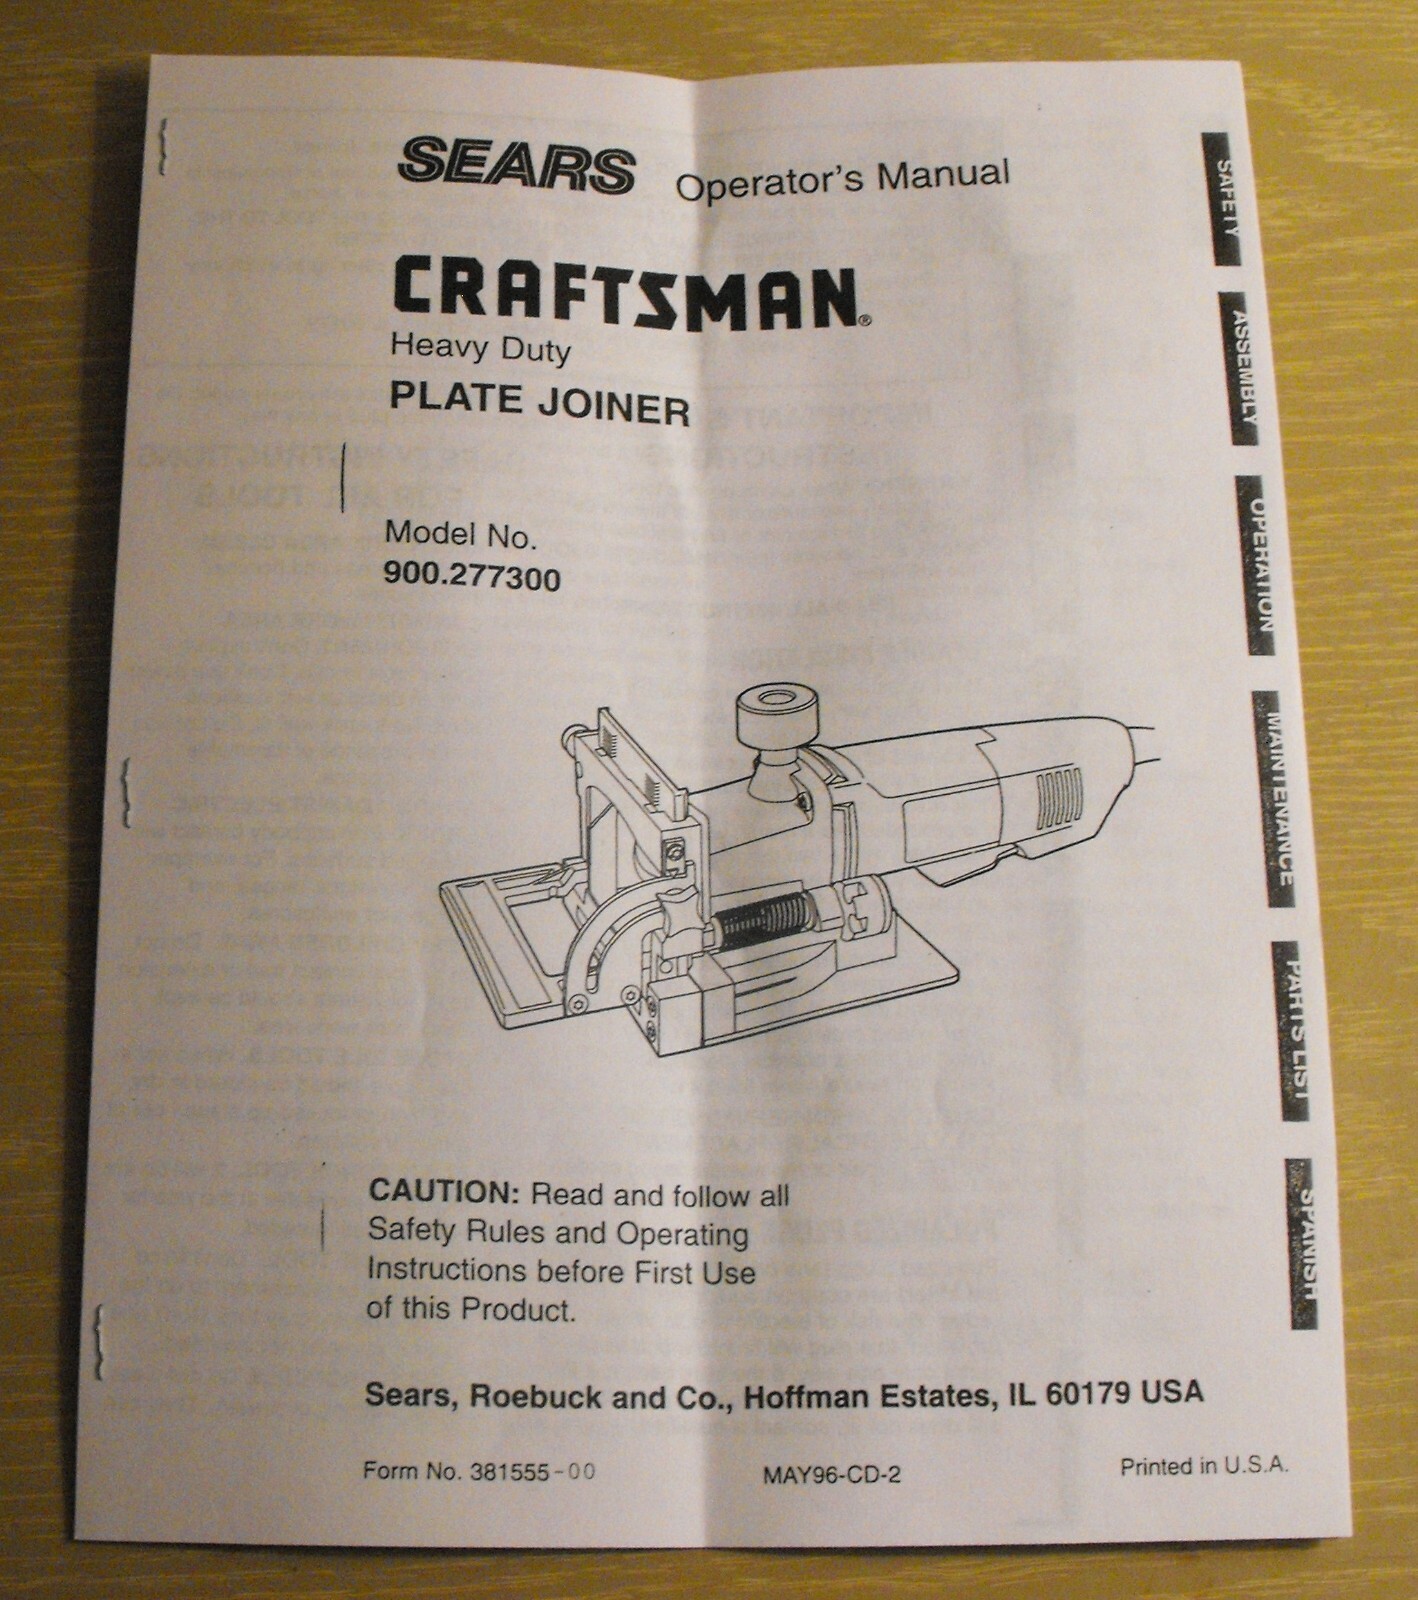 SEARS Operator's Manual
CRAFTSMAN®
Heavy Duty
PLATE JOINER
Model No.
900.277300
CAUTION: Read and follow all
Safety Rules and Operating
Instructions before First Use
of this Product.
Sears, Roebuck and Co., Hoffman Estates, IL 60179 USA
Form No. 381555-00 MAY96-CD-2 Printed in U.S.A.
SAFETY
ASSEMBLY
OPERATION
MAINTENANCE
PARTS LIST
SPANISH